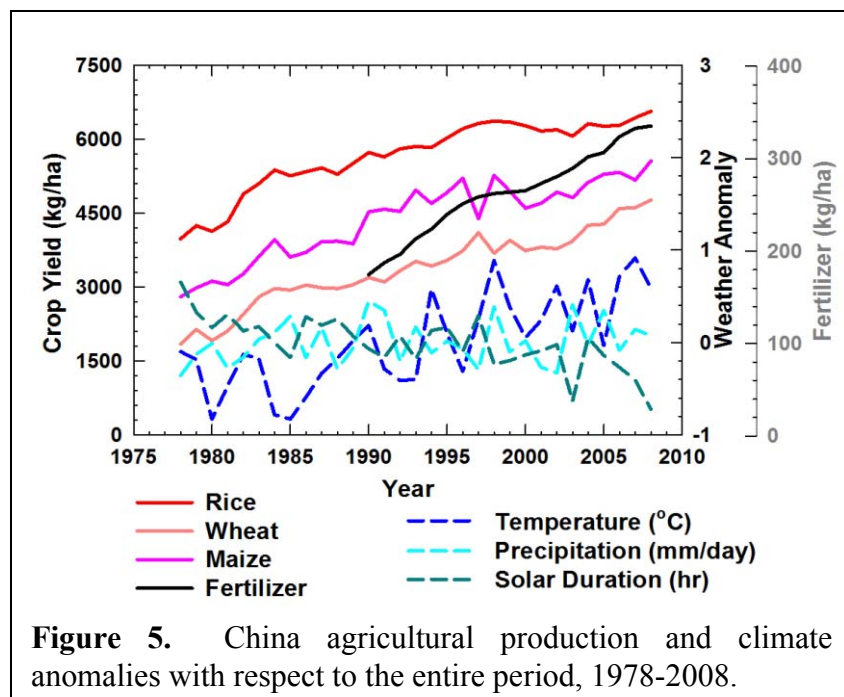 7500
6000
4500
3000
1500
0
Crop Yield (kg/ha)
3
2
1
0
-1
Weather Anomaly
400
300
200
100
0
Fertilizer (kg/ha)
1975 1980 1985 1990 1995 2000 2005 2010
Year
Rice
Wheat
Maize
Fertilizer
Temperature (°C)
Precipitation (mm/day)
Solar Duration (hr)
Figure 5. China agricultural production and climate
anomalies with respect to the entire period, 1978-2008.